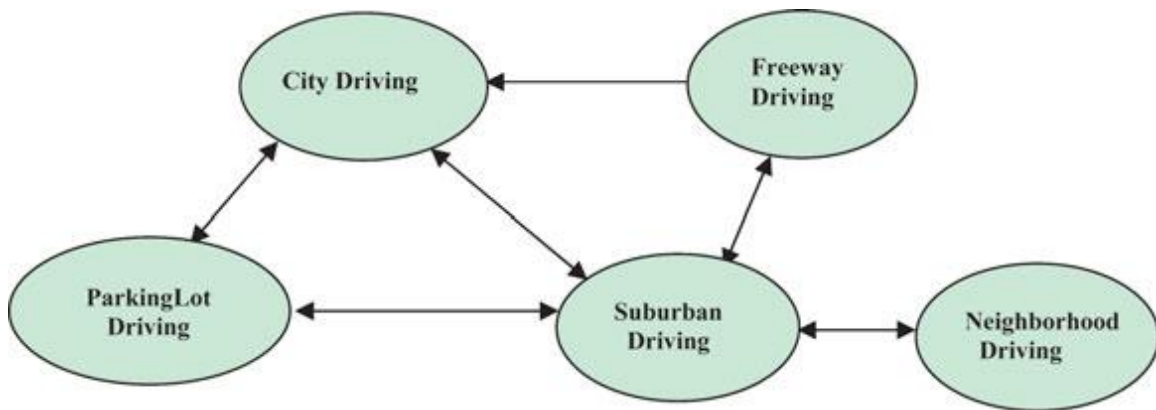 City Driving
Freeway
Driving
ParkingLot
Driving
Suburban
Driving
Neighborhood
Driving